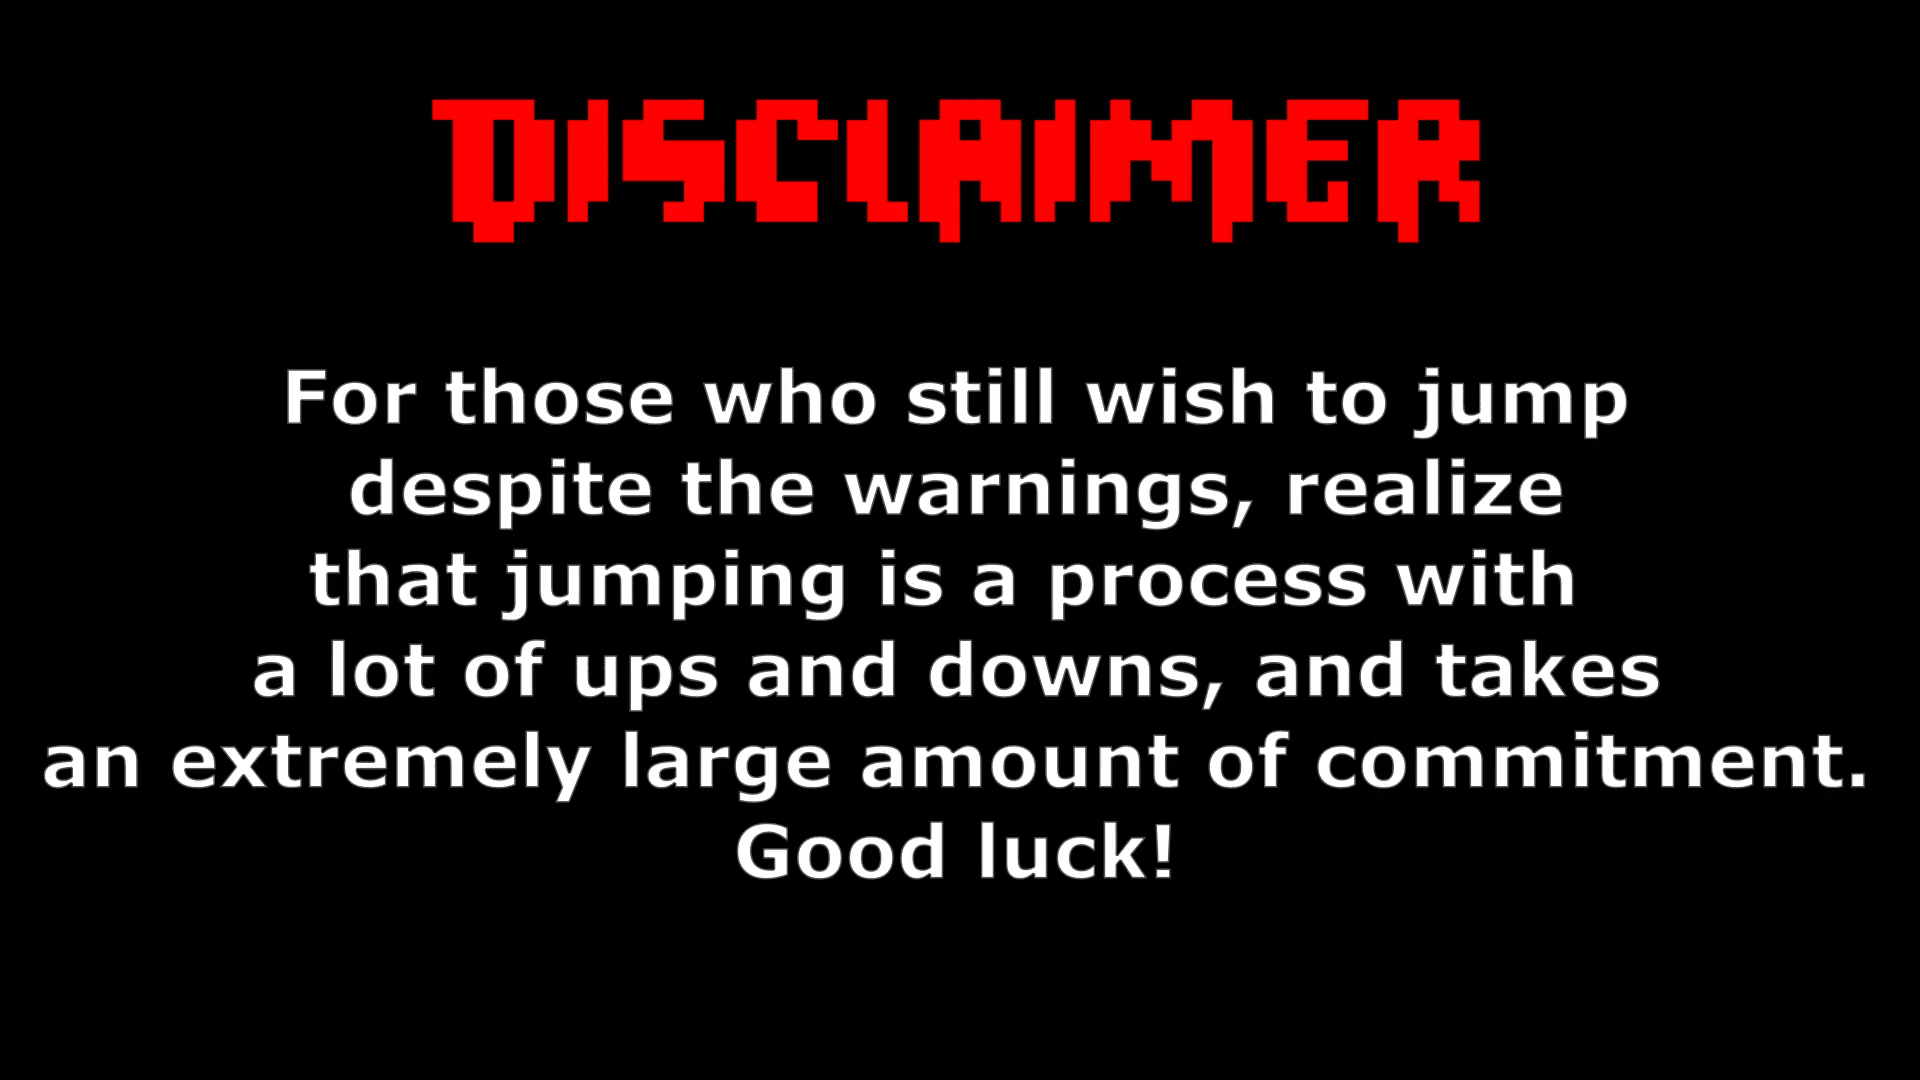 DISCLAIMER
For those who still wish to jump
despite the warnings, realize
that jumping is a process with
a lot of ups and downs, and takes
an extremely large amount of commitment.
Good luck!